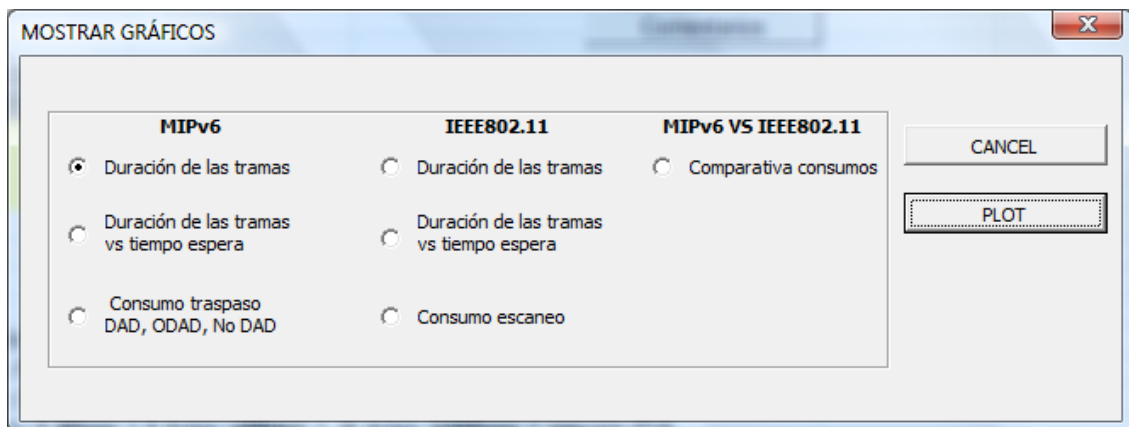 MOSTRAR GRÁFICOS
MIPv6
IEEE802.11
MIPv6 VS IEEE802.11
Duración de las tramas
Duración de las tramas
Comparativa consumos
Duración de las tramas
vs tiempo espera
Duración de las tramas
vs tiempo espera
Consumo traspaso
DAD, ODAD, No DAD
Consumo escaneo
CANCEL
PLOT